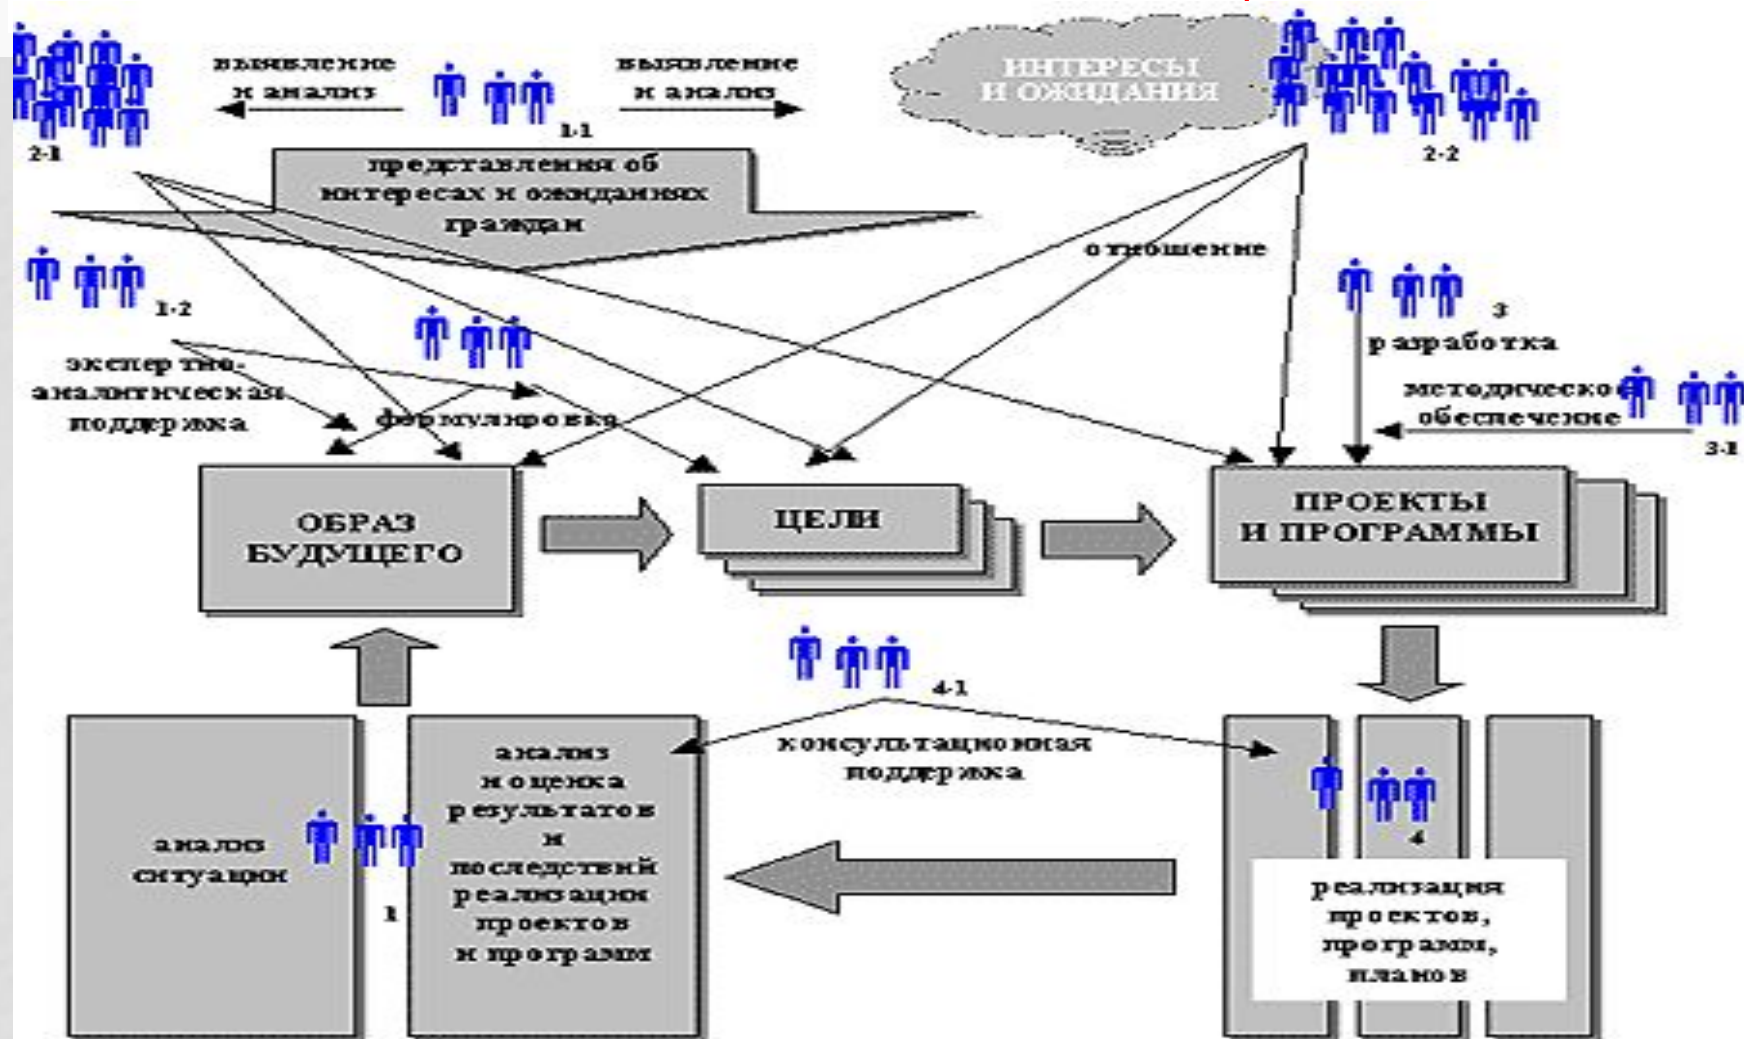 выявление
и анализ
1-1
выявление
и анализ
ИНТЕРЕСЫ
И ОЖИДАНИЯ
2-1
2-2
представления об
интересах и ожиданиях
граждан
отношение
1-2
3
разработка
экспертно-
аналитическая
поддержка
формулировка
методическое
обеспечение
3-1
ОБРАЗ
БУДУЩЕГО
ЦЕЛИ
ПРОЕКТЫ
И ПРОГРАММЫ
4-1
консультационная
поддержка
анализ
ситуации
1
анализ
и оценка
результатов
и
последствий
реализации
проектов
и программ
4
реализация
проектов,
программ,
планов